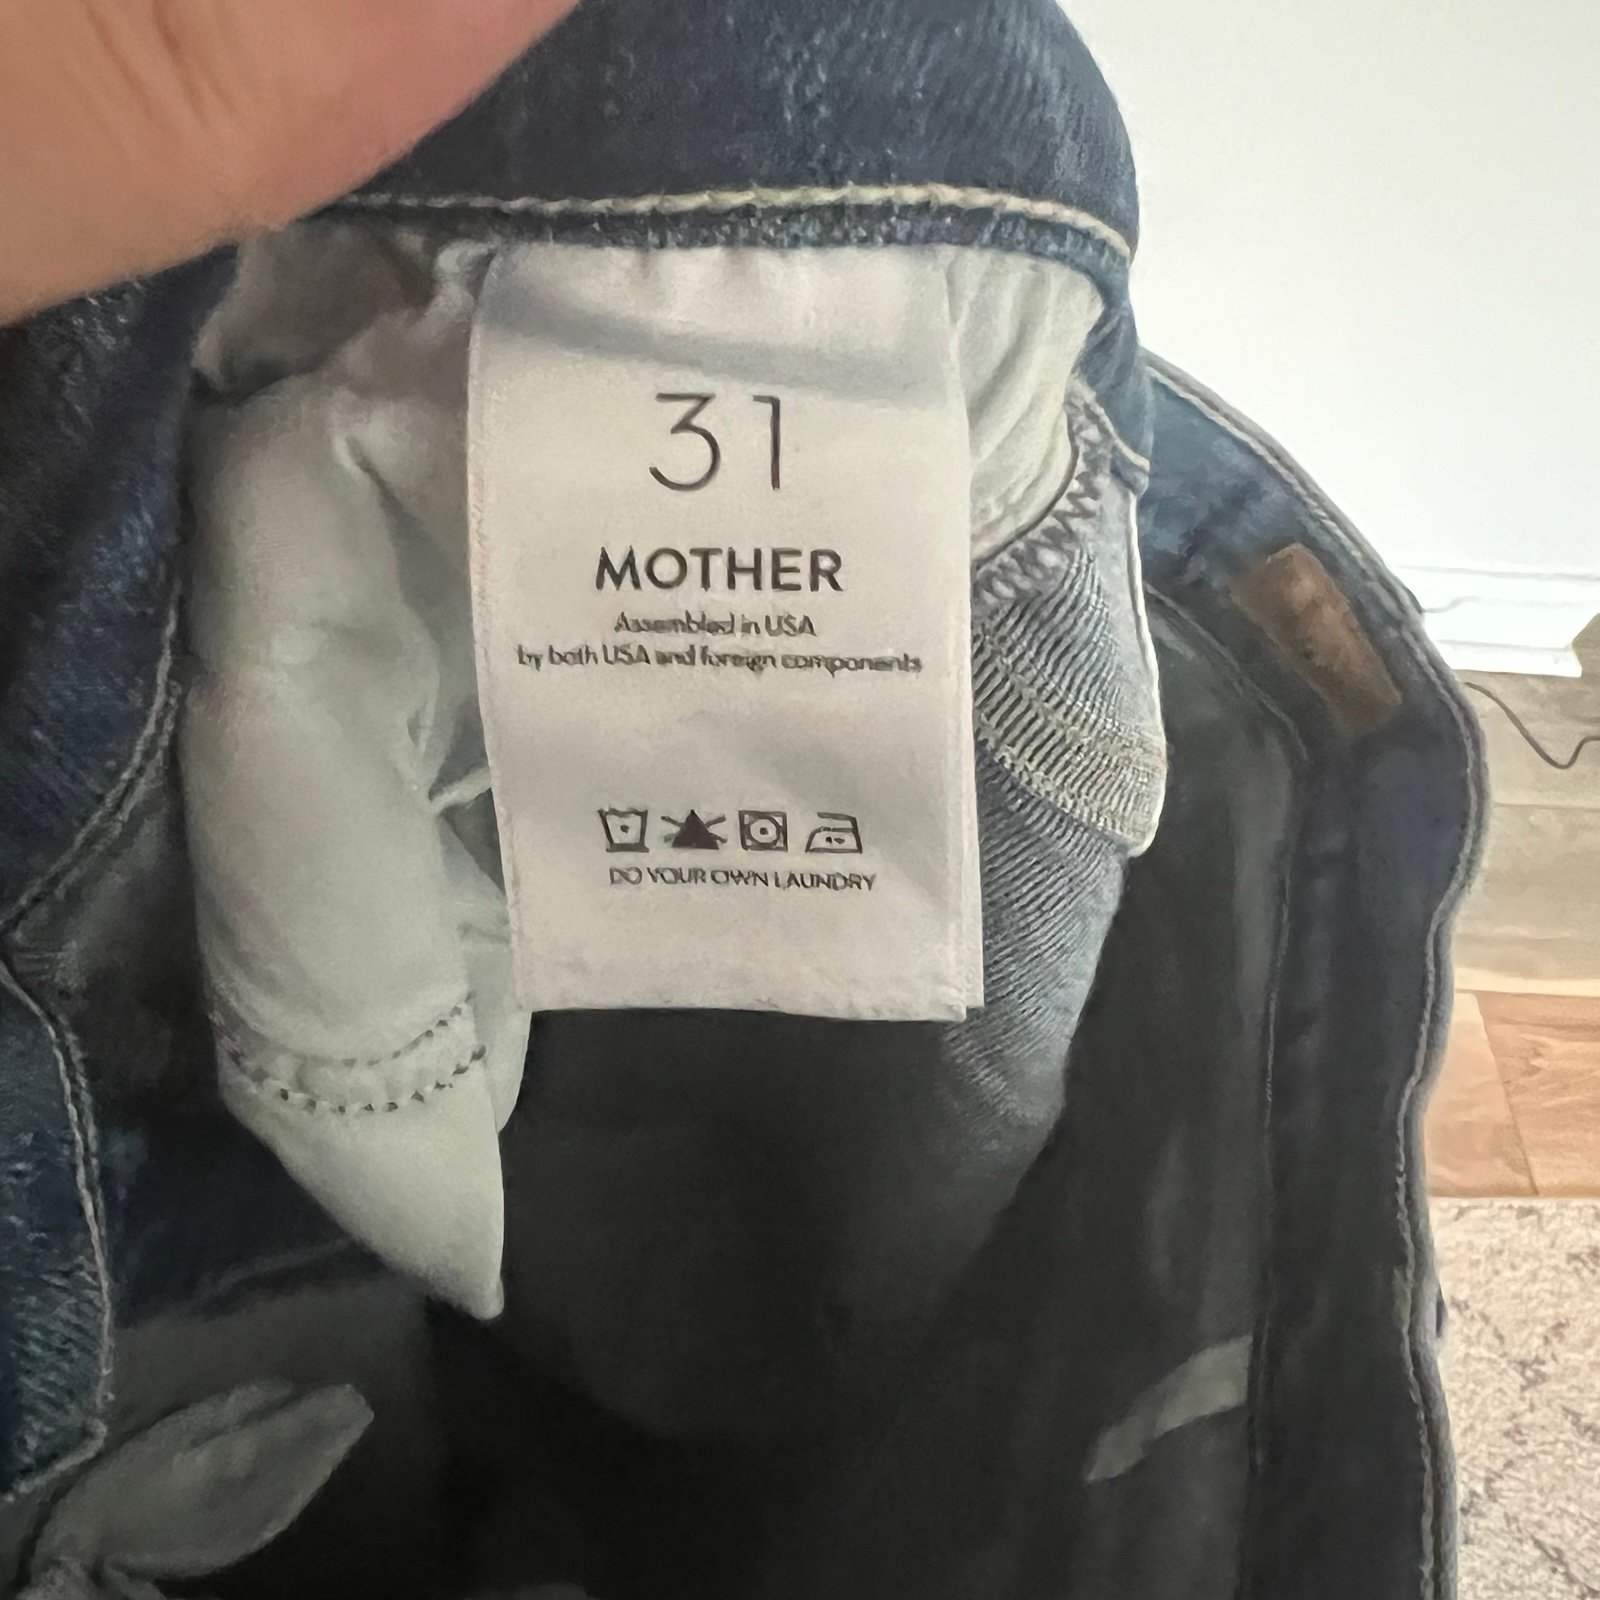 31
MOTHER
Assembled in USA
by both USA and foreign components
DO YOUR OWN LAUNDRY